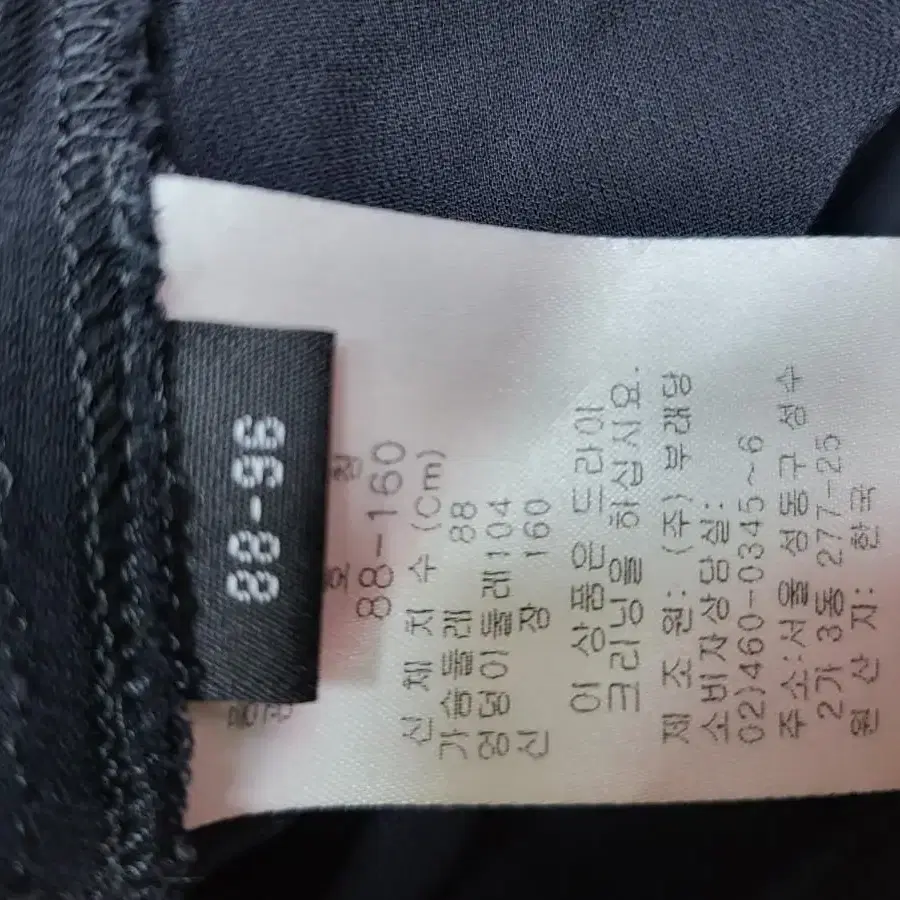 88-96
호 칭
88-160
신 체 치 수 (Cm)
가슴둘레 88
엉덩이둘레 104
신 장 160
이 상품은 드라이
크리닝을 하십시요.
제 조 원: (주) 부래당
소비자상담실:
02)460-0345~6
주소:서울 성동구 성수
2가 3동 277-25
원 산 지: 한국